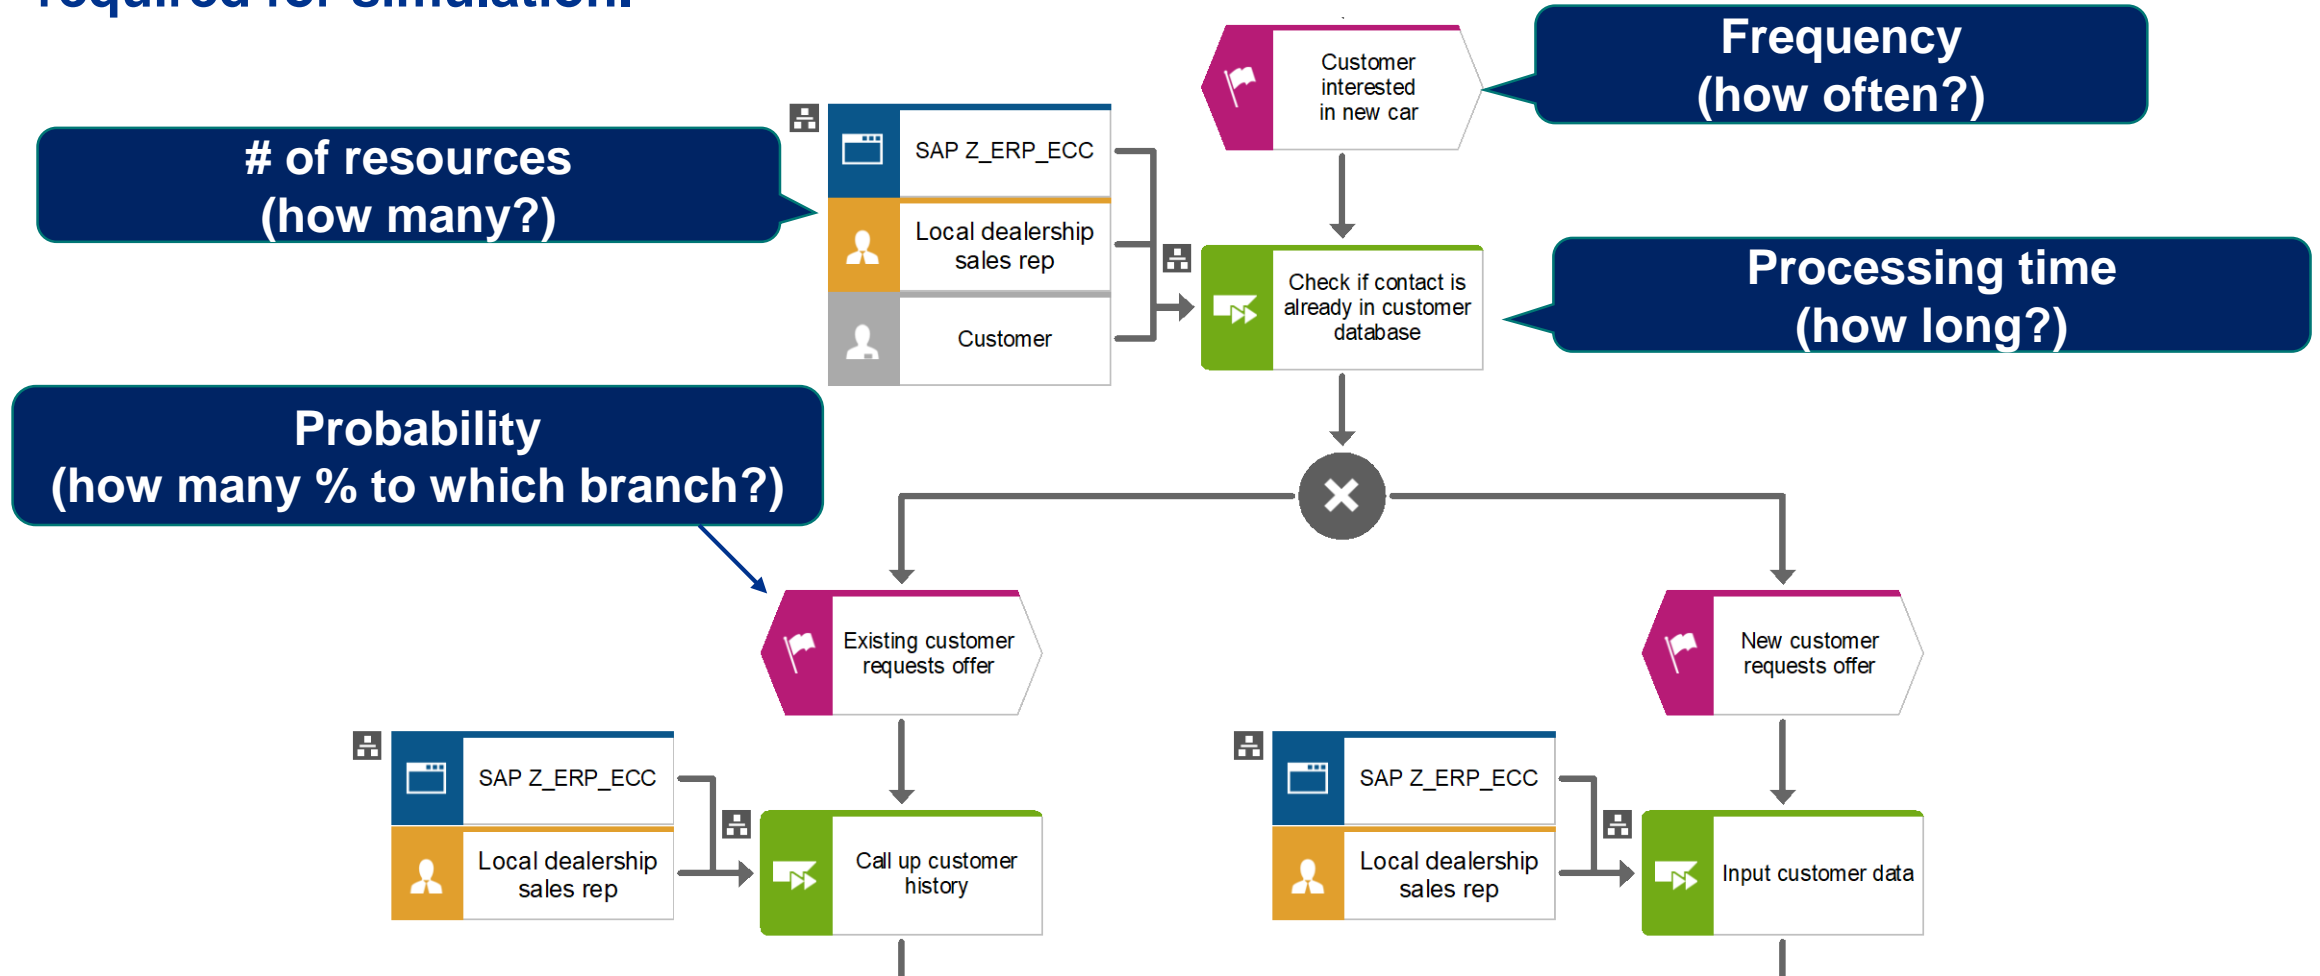 required for simulation.
Frequency
(how often?)
Customer
interested
in new car
# of resources
(how many?)
SAP Z_ERP_ECC
Local dealership
sales rep
Customer
Check if contact is
already in customer
database
Processing time
(how long?)
Probability
(how many % to which branch?)
Existing customer
requests offer
New customer
requests offer
SAP Z_ERP_ECC
Local dealership
sales rep
Call up customer
history
SAP Z_ERP_ECC
Local dealership
sales rep
Input customer data